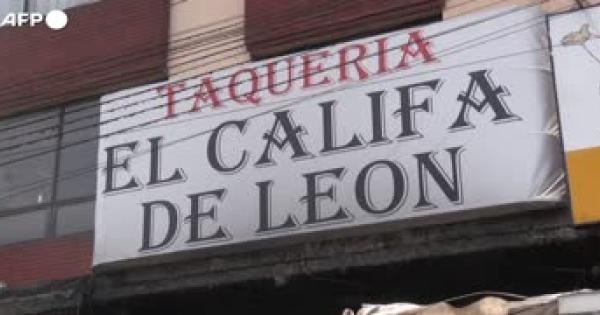 AFP
TAQUERIA
EL CALIFA
DE LEON